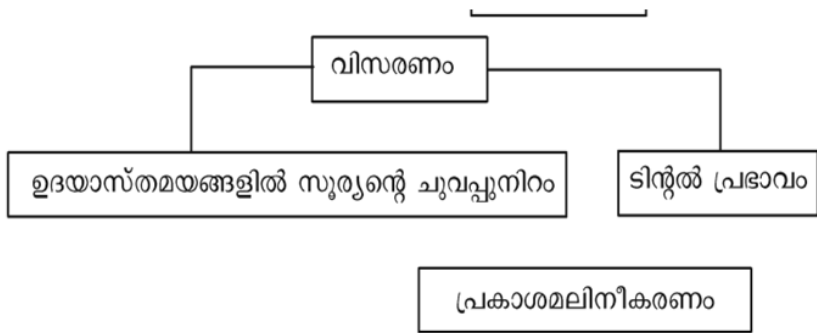 വിസരണം
ഉദയാസ്തമയങ്ങളിൽ സൂര്യന്റെ ചുവപ്പുനിറം
ടിന്റൽ പ്രഭാവം
പ്രകാശമലിനീകരണം